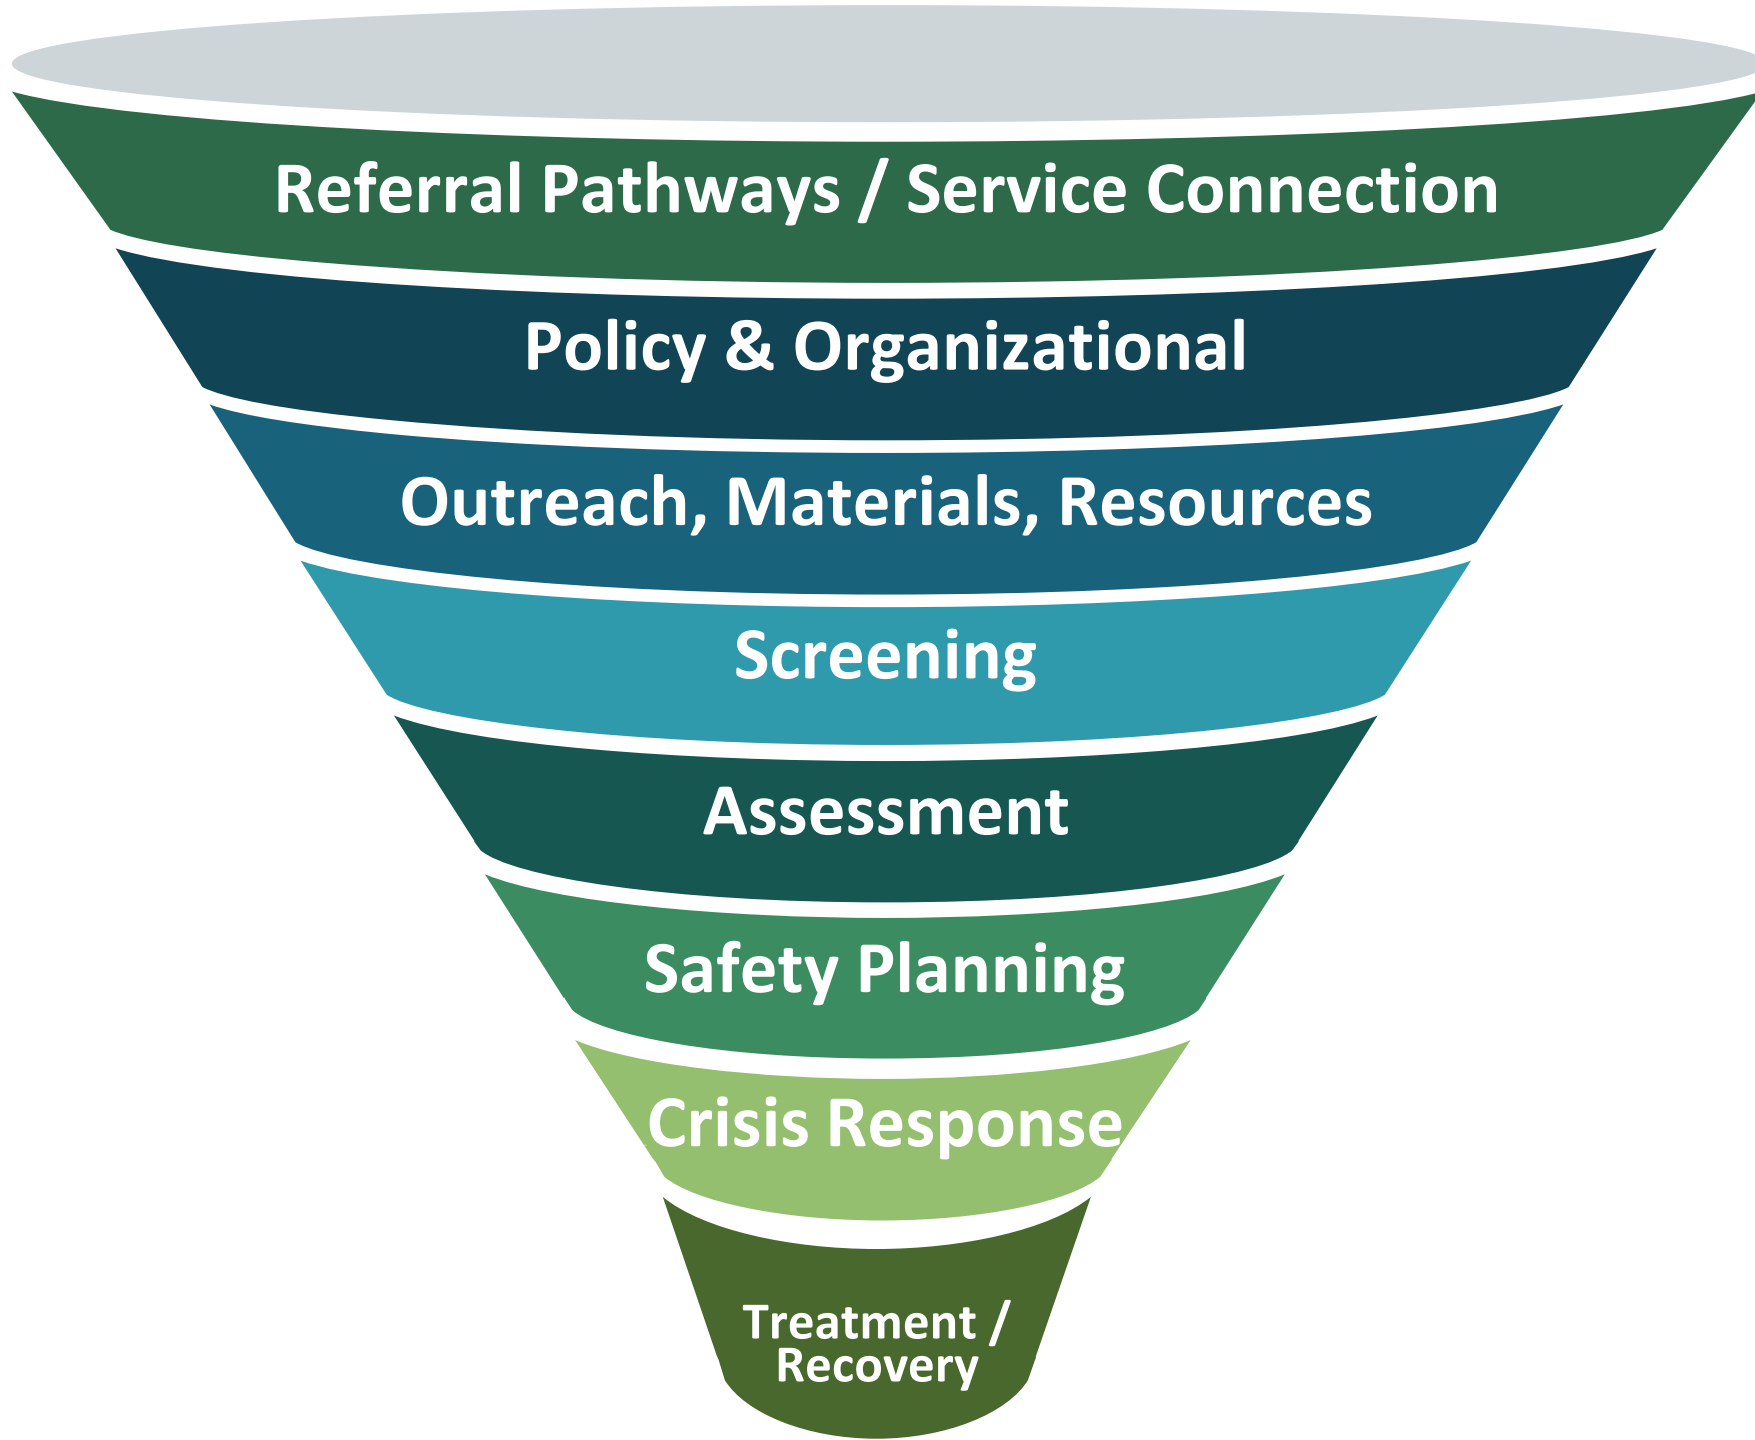 Referral Pathways / Service Connection
Policy & Organizational
Outreach, Materials, Resources
Screening
Assessment
Safety Planning
Crisis Response
Treatment /
Recovery